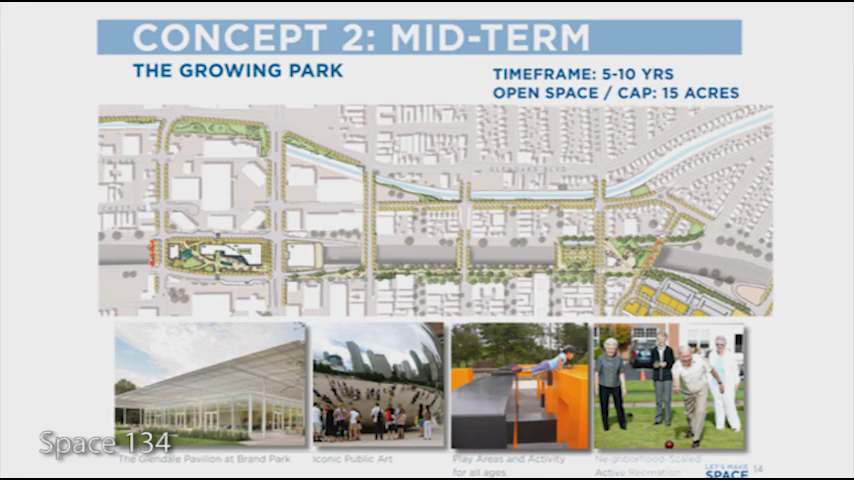 CONCEPT 2: MID-TERM
THE GROWING PARK
TIMEFRAME: 5-10 YRS
OPEN SPACE / CAP: 15 ACRES
GLENOAKS BLVD
Space 134
The Glendale Pavilion at Brand Park
Iconic Public Art
Play Areas and Activity
for all ages
Neighborhood-Scaled
Active Recreation
LET'S MAKE
SPACE 14